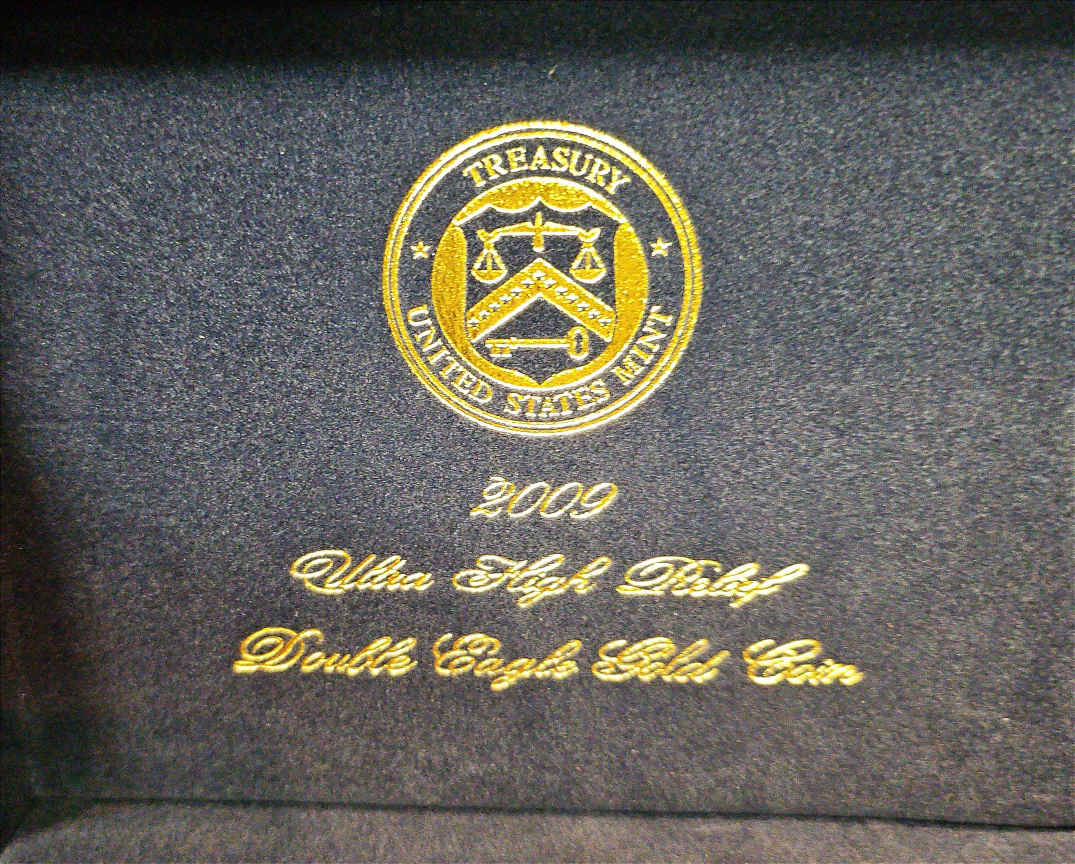 TREASURY
UNITED STATES MINT
2009
Ultra High Relief
Double Eagle Gold Coin